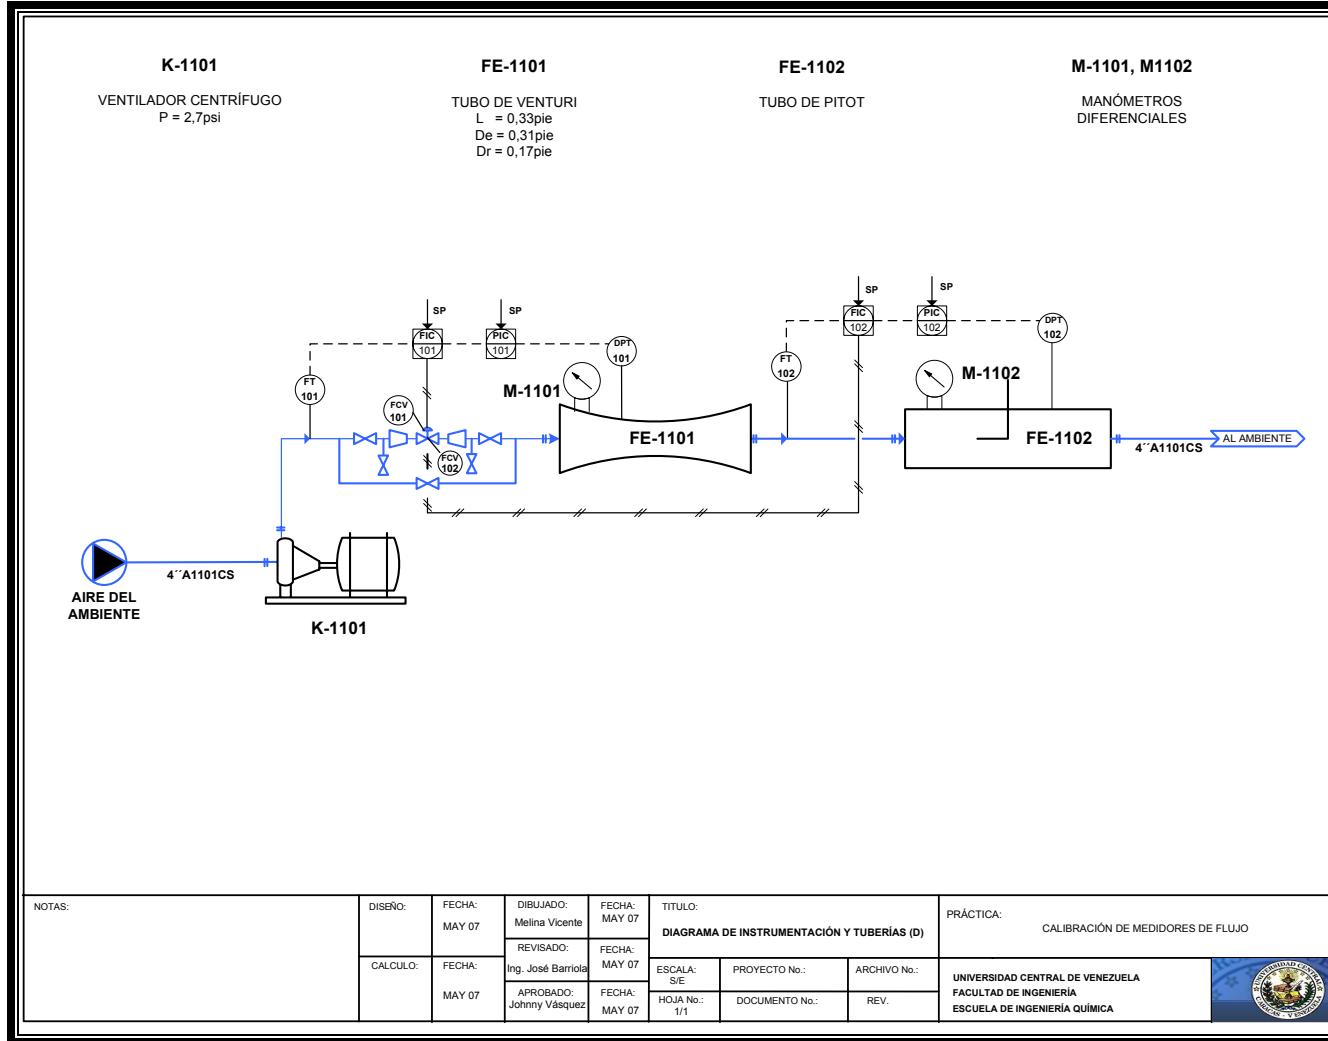 K-1101
VENTILADOR CENTRÍFUGO
P = 2,7psi
FE-1101
TUBO DE VENTURI
L = 0,33pie
De = 0,31pie
Dr = 0,17pie
FE-1102
TUBO DE PITOT
M-1101, M1102
MANÓMETROS
DIFERENCIALES
SP
SP
FIC
101
PIC
101
DPT
101
FT
101
FCV
101
FCV
102
M-1101
FE-1101
SP
SP
FIC
102
PIC
102
DPT
102
FT
102
M-1102
FE-1102
4´´A1101CS
AL AMBIENTE
4´´A1101CS
AIRE DEL
AMBIENTE
K-1101
NOTAS:
DISEÑO:
FECHA:
MAY 07
CALCULO:
FECHA:
MAY 07
DIBUJADO:
Melina Vicente
FECHA:
MAY 07
REVISADO:
Ing. José Barriola
FECHA:
MAY 07
APROBADO:
Johnny Vásquez
FECHA:
MAY 07
TITULO:
DIAGRAMA DE INSTRUMENTACIÓN Y TUBERÍAS (D)
ESCALA:
S/E
PROYECTO No.:
ARCHIVO No.:
HOJA No.:
1/1
DOCUMENTO No.:
REV.
PRÁCTICA:
CALIBRACIÓN DE MEDIDORES DE FLUJO
UNIVERSIDAD CENTRAL DE VENEZUELA
FACULTAD DE INGENIERÍA
ESCUELA DE INGENIERÍA QUÍMICA